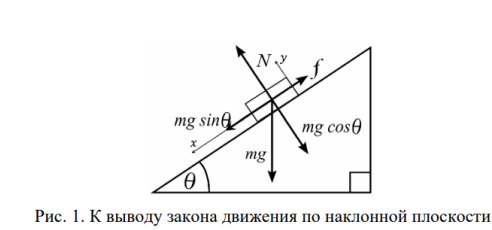 N y f
mg sinθ
x
mg cosθ
mg
θ
Рис. 1. К выводу закона движения по наклонной плоскости